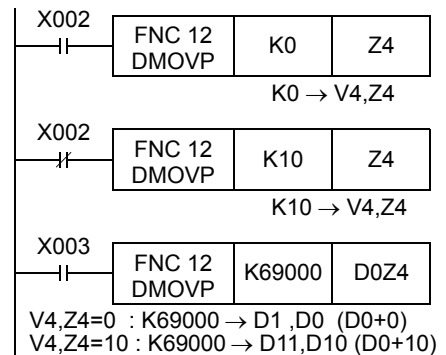 X002
FNC 12
DMOVP
K0
Z4
K0 → V4,Z4
X002
FNC 12
DMOVP
K10
Z4
K10 → V4,Z4
X003
FNC 12
DMOVP
K69000
D0Z4
V4,Z4=0 : K69000 → D1 ,D0 (D0+0)
V4,Z4=10 : K69000 → D11,D10 (D0+10)